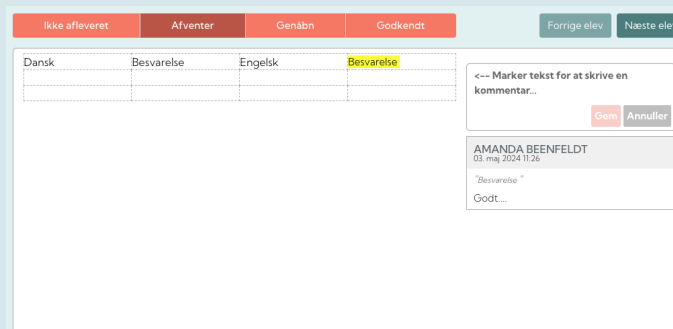 Ikke afleveret Afventer Genåbn Godkendt Forrige elev Næste elev
Dansk Besvarelse Engelsk Besvarelse
<-- Marker tekst for at skrive en
kommentar...
Gem Annuller
AMANDA BEENFELDT
03. maj 2024 11:26
"Besvarelse "
Godt....